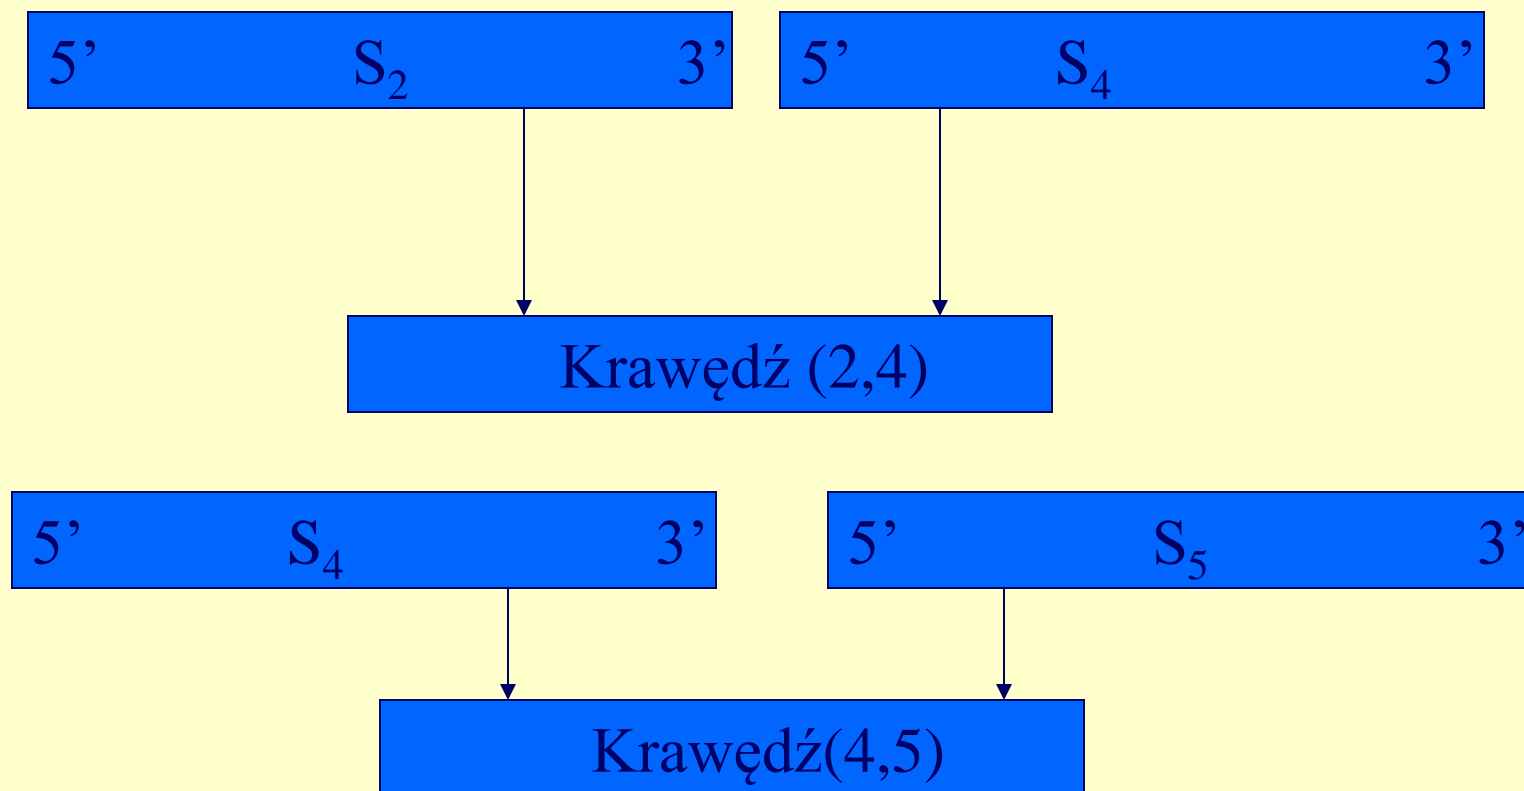 5’ S₂ 3’ 5’ S₄ 3’
Krawędź (2,4)
5’ S₄ 3’ 5’ S₅ 3’
Krawędź(4,5)